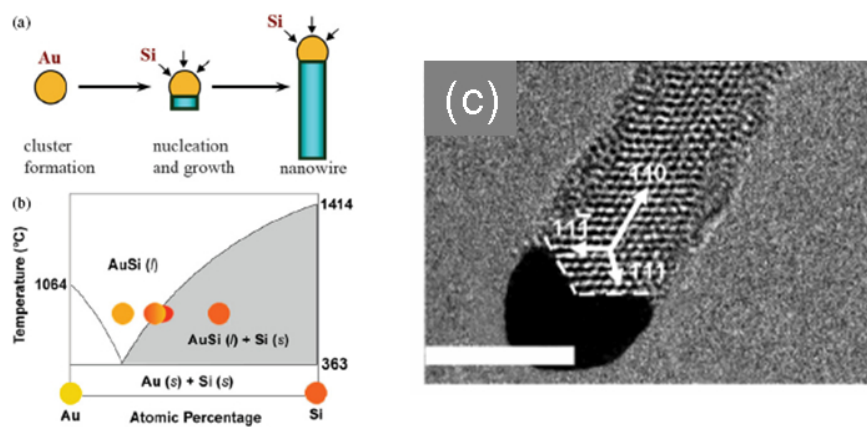 (a)
Au
Si
Si
cluster
formation
nucleation
and growth
nanowire
(b)
Temperature (°C)
1414
1064
363
AuSi (l)
AuSi (l) + Si (s)
Au (s) + Si (s)
Au
Atomic Percentage
Si
(c)
110
111̄
111